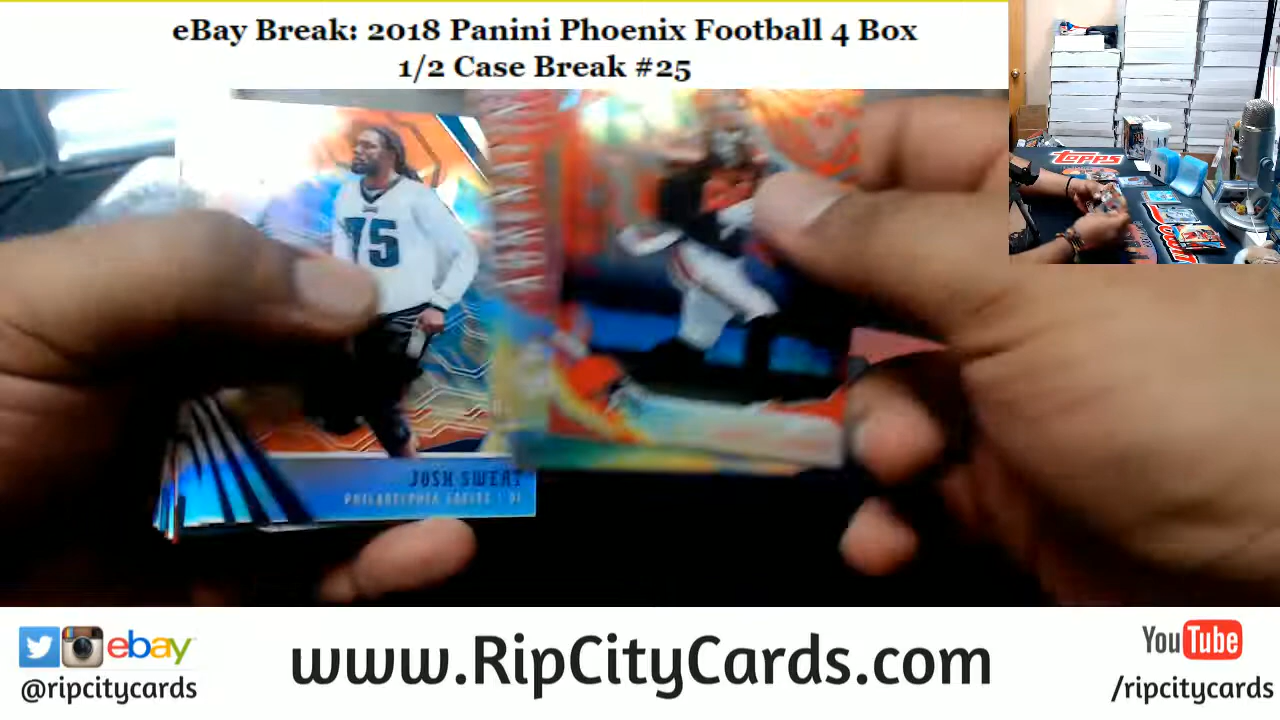 eBay Break: 2018 Panini Phoenix Football 4 Box
1/2 Case Break #25
topps
75
JOSH SWEAT
PHILADELPHIA EAGLES
ebay
@ripcitycards
www.RipCityCards.com
YouTube
/ripcitycards